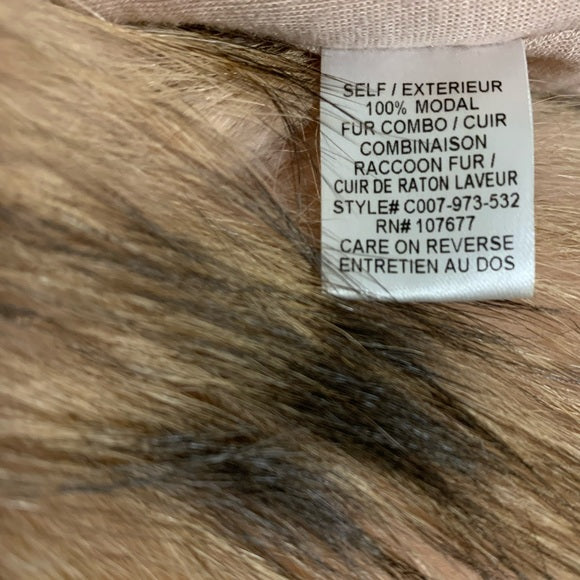 SELF / EXTERIEUR
100% MODAL
FUR COMBO / CUIR
COMBINAISON
RACCOON FUR /
CUIR DE RATON LAVEUR
STYLE# C007-973-532
RN# 107677
CARE ON REVERSE
ENTRETIEN AU DOS